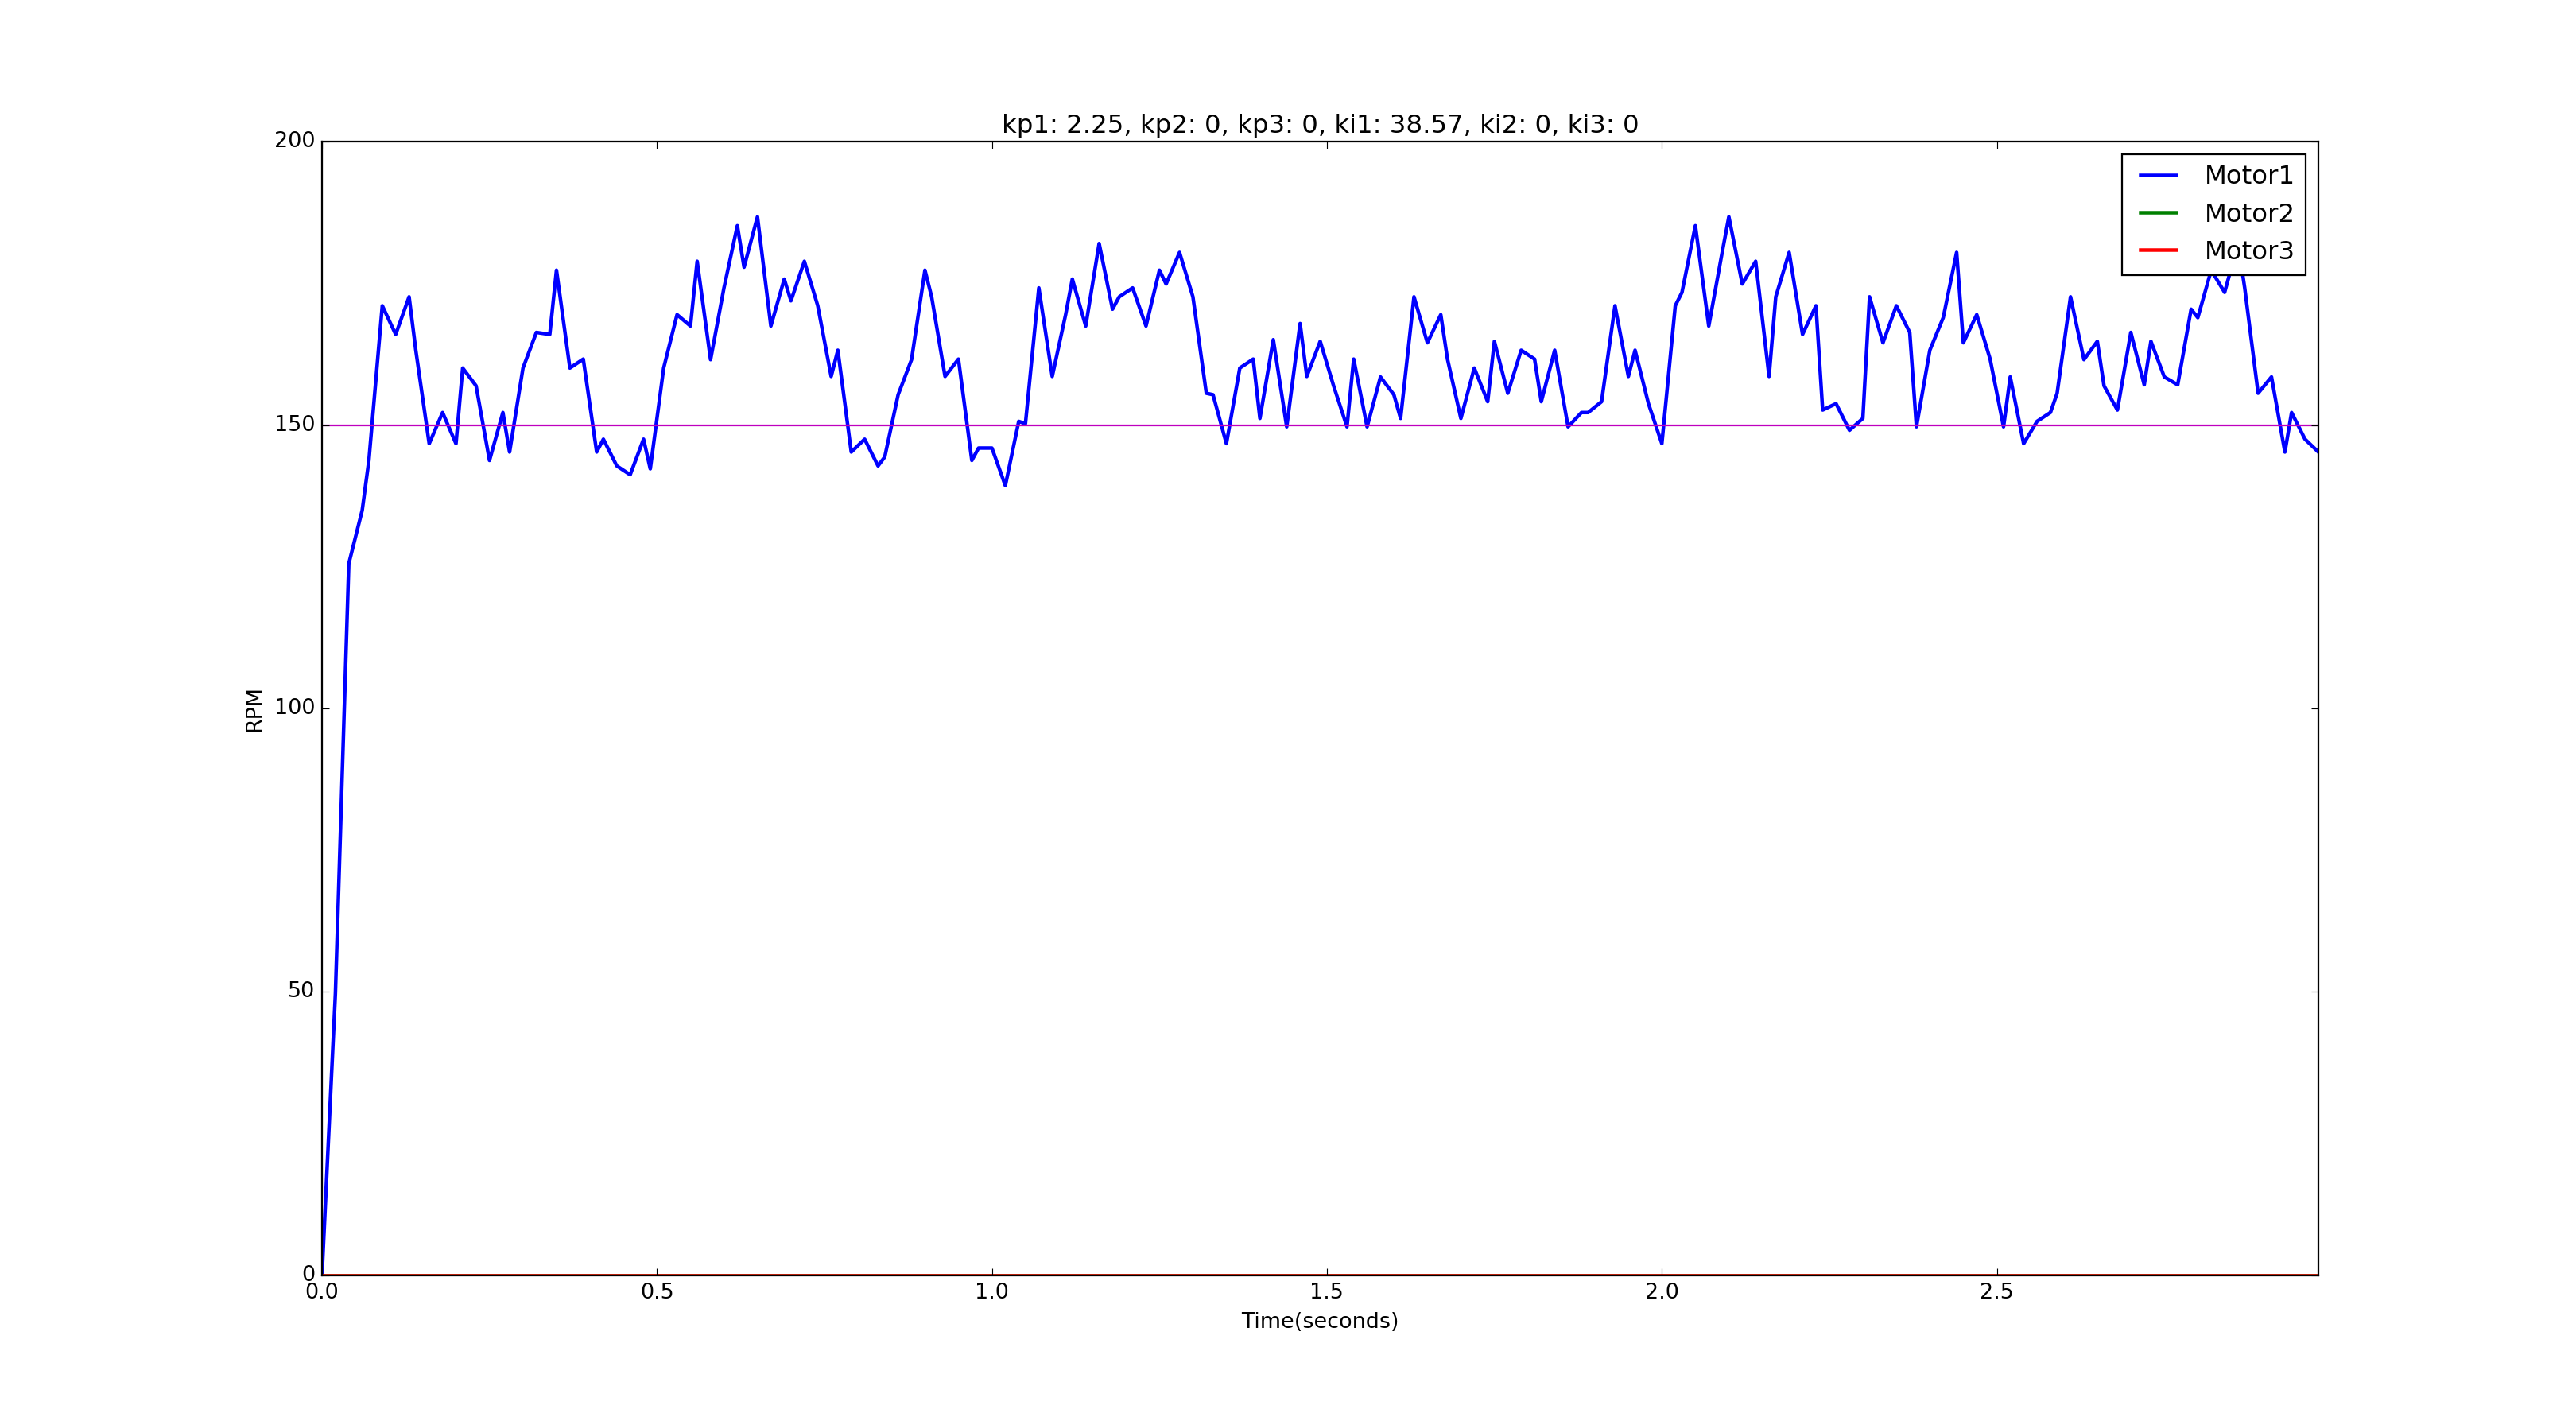 kp1: 2.25, kp2: 0, kp3: 0, ki1: 38.57, ki2: 0, ki3: 0
200
150
100
50
0
RPM
Motor1
Motor2
Motor3
0.0 0.5 1.0 1.5 2.0 2.5
Time(seconds)